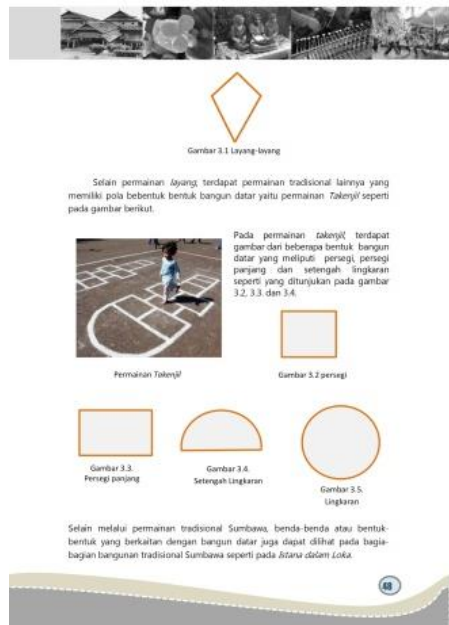 Gambar 3.1 Layang-layang
Selain permainan layang, terdapat permainan tradisional lainnya yang
memiliki pola bebentuk bentuk bangun datar yaitu permainan Takenjil seperti
pada gambar berikut.
Pada permainan takenjil, terdapat
gambar dari beberapa bentuk bangun
datar yang meliputi persegi, persegi
panjang dan setengah lingkaran
seperti yang ditunjukan pada gambar
3.2, 3.3. dan 3.4.
Permainan Takenjil
Gambar 3.2 persegi
Gambar 3.3.
Persegi panjang
Gambar 3.4.
Setengah Lingkaran
Gambar 3.5.
Lingkaran
Selain melalui permainan tradisional Sumbawa, benda-benda atau bentuk-
bentuk yang berkaitan dengan bangun datar juga dapat dilihat pada bagia-
bagian bangunan tradisional Sumbawa seperti pada Istana dalam Loka.
48